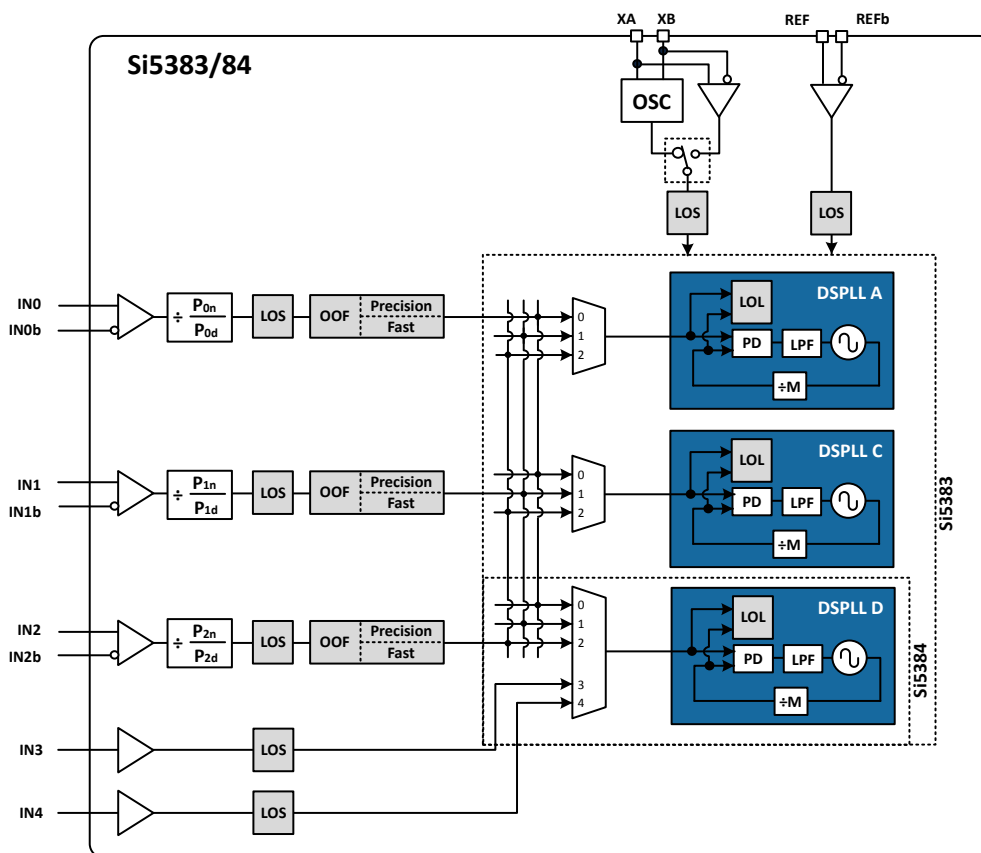 XA XB REF REFb
Si5383/84
OSC
LOS LOS
IN0
IN0b
÷ P0n
P0d
LOS
OOF
Precision
Fast
0
1
2
DSPLL A
LOL
PD
LPF
÷M
IN1
IN1b
÷ P1n
P1d
LOS
OOF
Precision
Fast
0
1
2
DSPLL C
LOL
PD
LPF
÷M
Si5383
IN2
IN2b
÷ P2n
P2d
LOS
OOF
Precision
Fast
0
1
2
3
4
DSPLL D
LOL
PD
LPF
÷M
Si5384
IN3
LOS
IN4
LOS